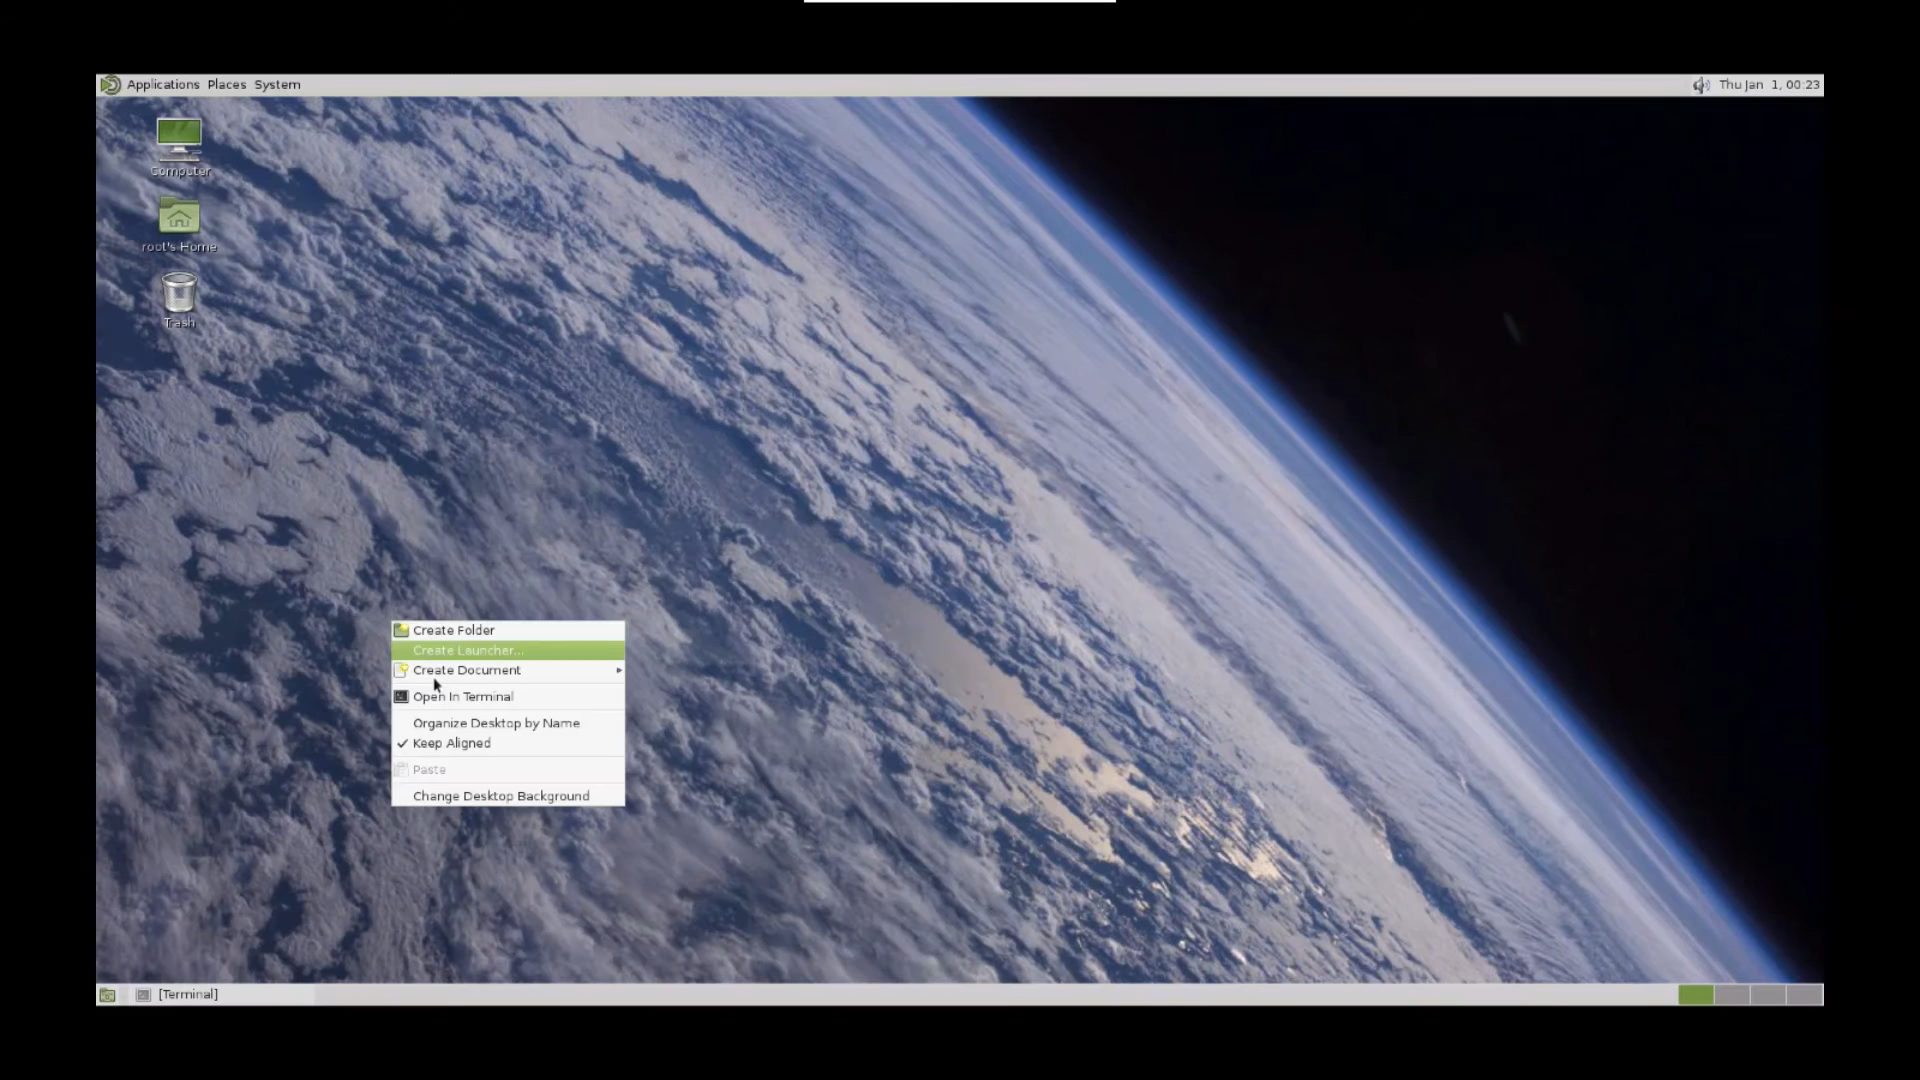 Applications Places System
Thu Jan 1, 00:23
Computer
root's Home
Trash
Create Folder
Create Launcher...
Create Document
Open In Terminal
Organize Desktop by Name
Keep Aligned
Paste
Change Desktop Background
[Terminal]